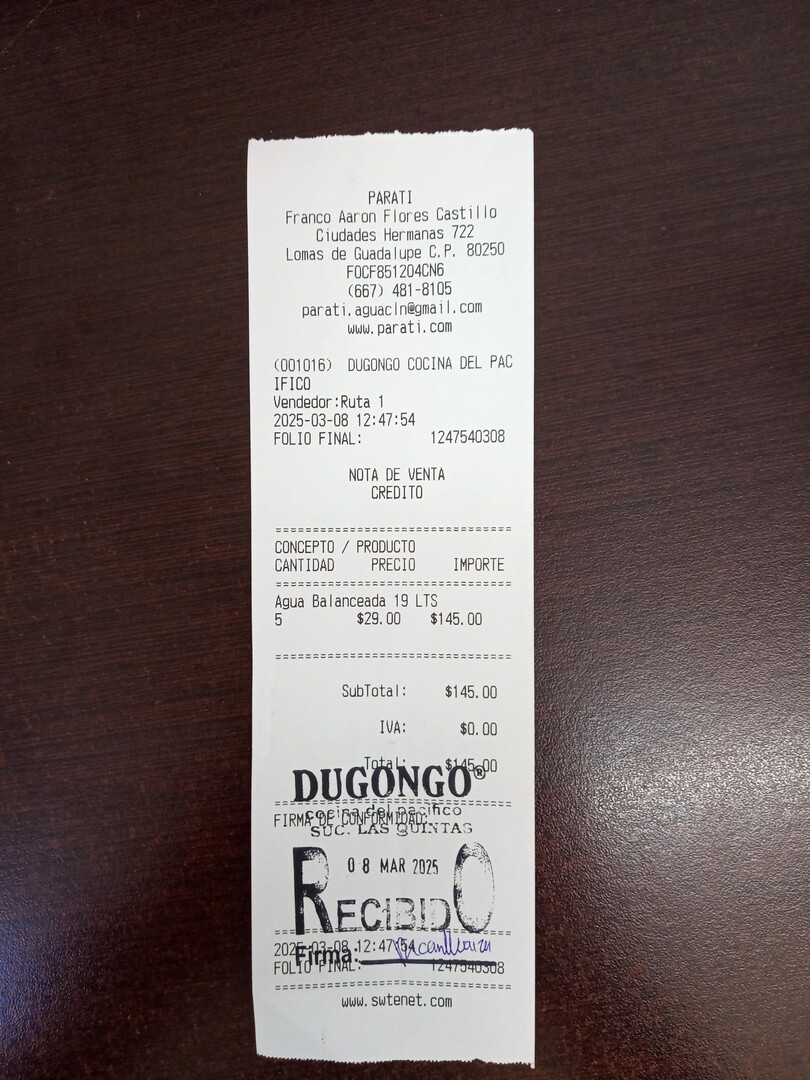 PARATI
Franco Aaron Flores Castillo
Ciudades Hermanas 722
Lomas de Guadalupe C.P. 80250
FOCF851204CN6
(667) 481-8105
parati.aguacln@gmail.com
www.parati.com
(001016) DUGONGO COCINA DEL PAC
IFICO
Vendedor:Ruta 1
2025-03-08 12:47:54
FOLIO FINAL: 1247540308
NOTA DE VENTA
CREDITO
CONCEPTO / PRODUCTO
CANTIDAD PRECIO IMPORTE
Agua Balanceada 19 LTS
5 $29.00 $145.00
SubTotal: $145.00
IVA: $0.00
Total: $145.00
DUGONGO®
cocina del pacifico
FIRMA DE CONFORMIDAD:
SUC. LAS QUINTAS
08 MAR 2025
RECIBIDO
2025-03-08 12:47:54
Firma:
FOLIO FINAL: 1247540308
www.swtenet.com